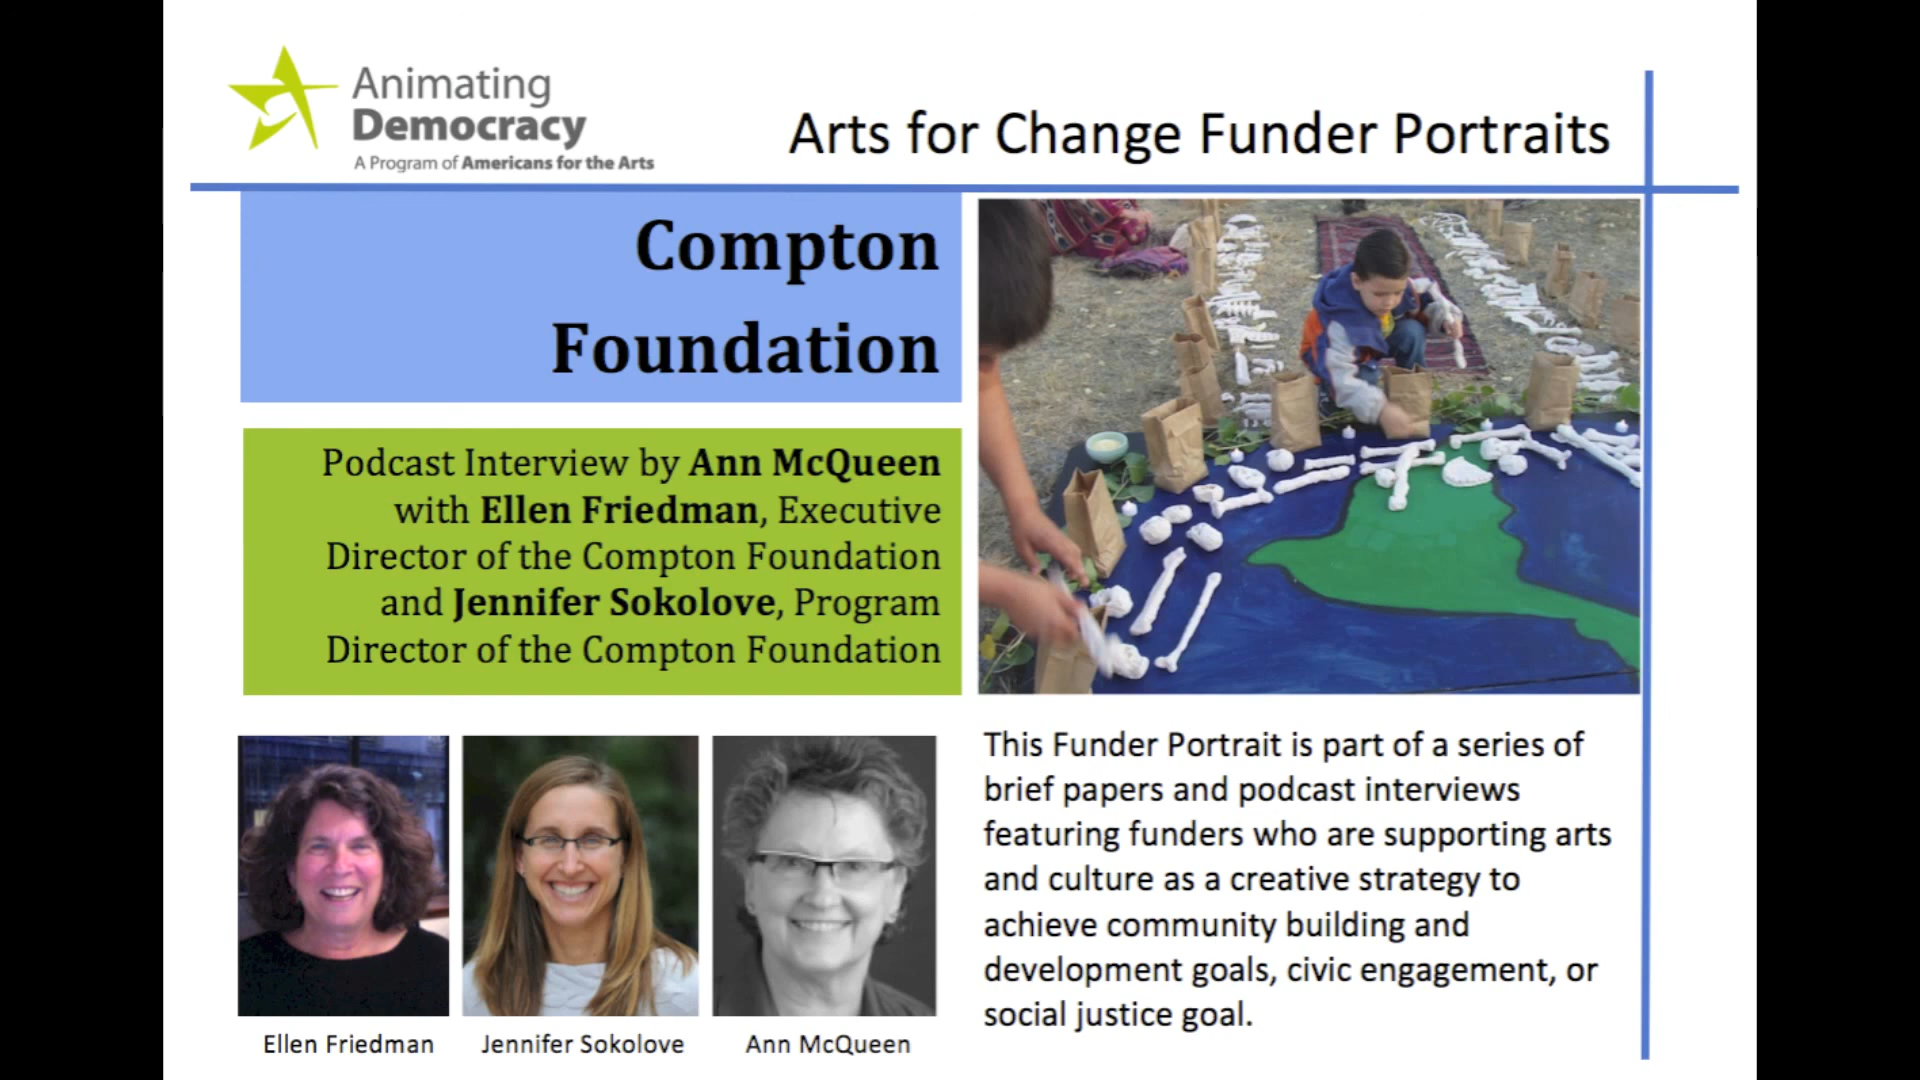 Animating
Democracy
A Program of Americans for the Arts
Arts for Change Funder Portraits
Compton
Foundation
Podcast Interview by Ann McQueen
with Ellen Friedman, Executive
Director of the Compton Foundation
and Jennifer Sokolove, Program
Director of the Compton Foundation
Ellen Friedman
Jennifer Sokolove
Ann McQueen
This Funder Portrait is part of a series of
brief papers and podcast interviews
featuring funders who are supporting arts
and culture as a creative strategy to
achieve community building and
development goals, civic engagement, or
social justice goal.